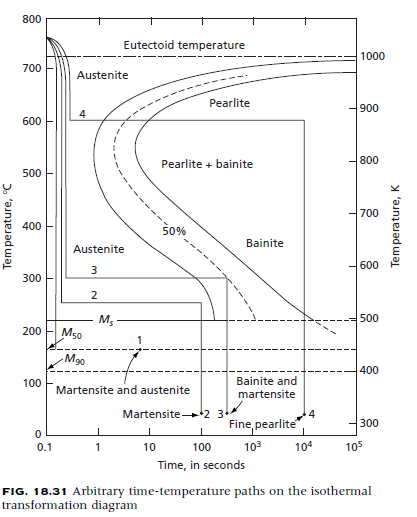 800
700
600
500
400
300
200
100
0
Temperature, °C
1000
900
800
700
600
500
400
300
Temperature, K
Eutectoid temperature
Austenite
Pearlite
4
Pearlite + bainite
50%
Bainite
Austenite
3
2
Ms
M50
1
M90
Martensite and austenite
Bainite and
martensite
Martensite
2 3
4
Fine pearlite
0.1 1 10 100 10³ 10⁴ 10⁵
Time, in seconds
FIG. 18.31 Arbitrary time-temperature paths on the isothermal
transformation diagram